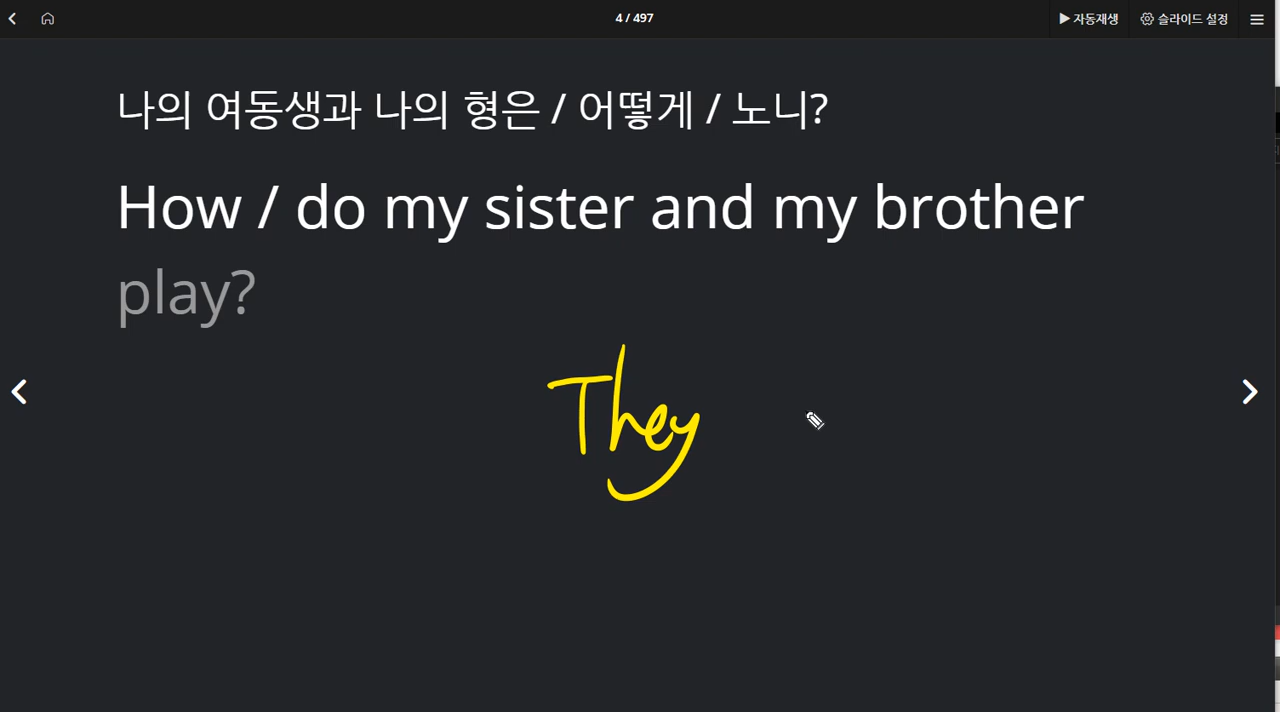 4 / 497
▶ 자동재생
슬라이드 설정
나의 여동생과 나의 형은 / 어떻게 / 노니?
How / do my sister and my brother
play?
They